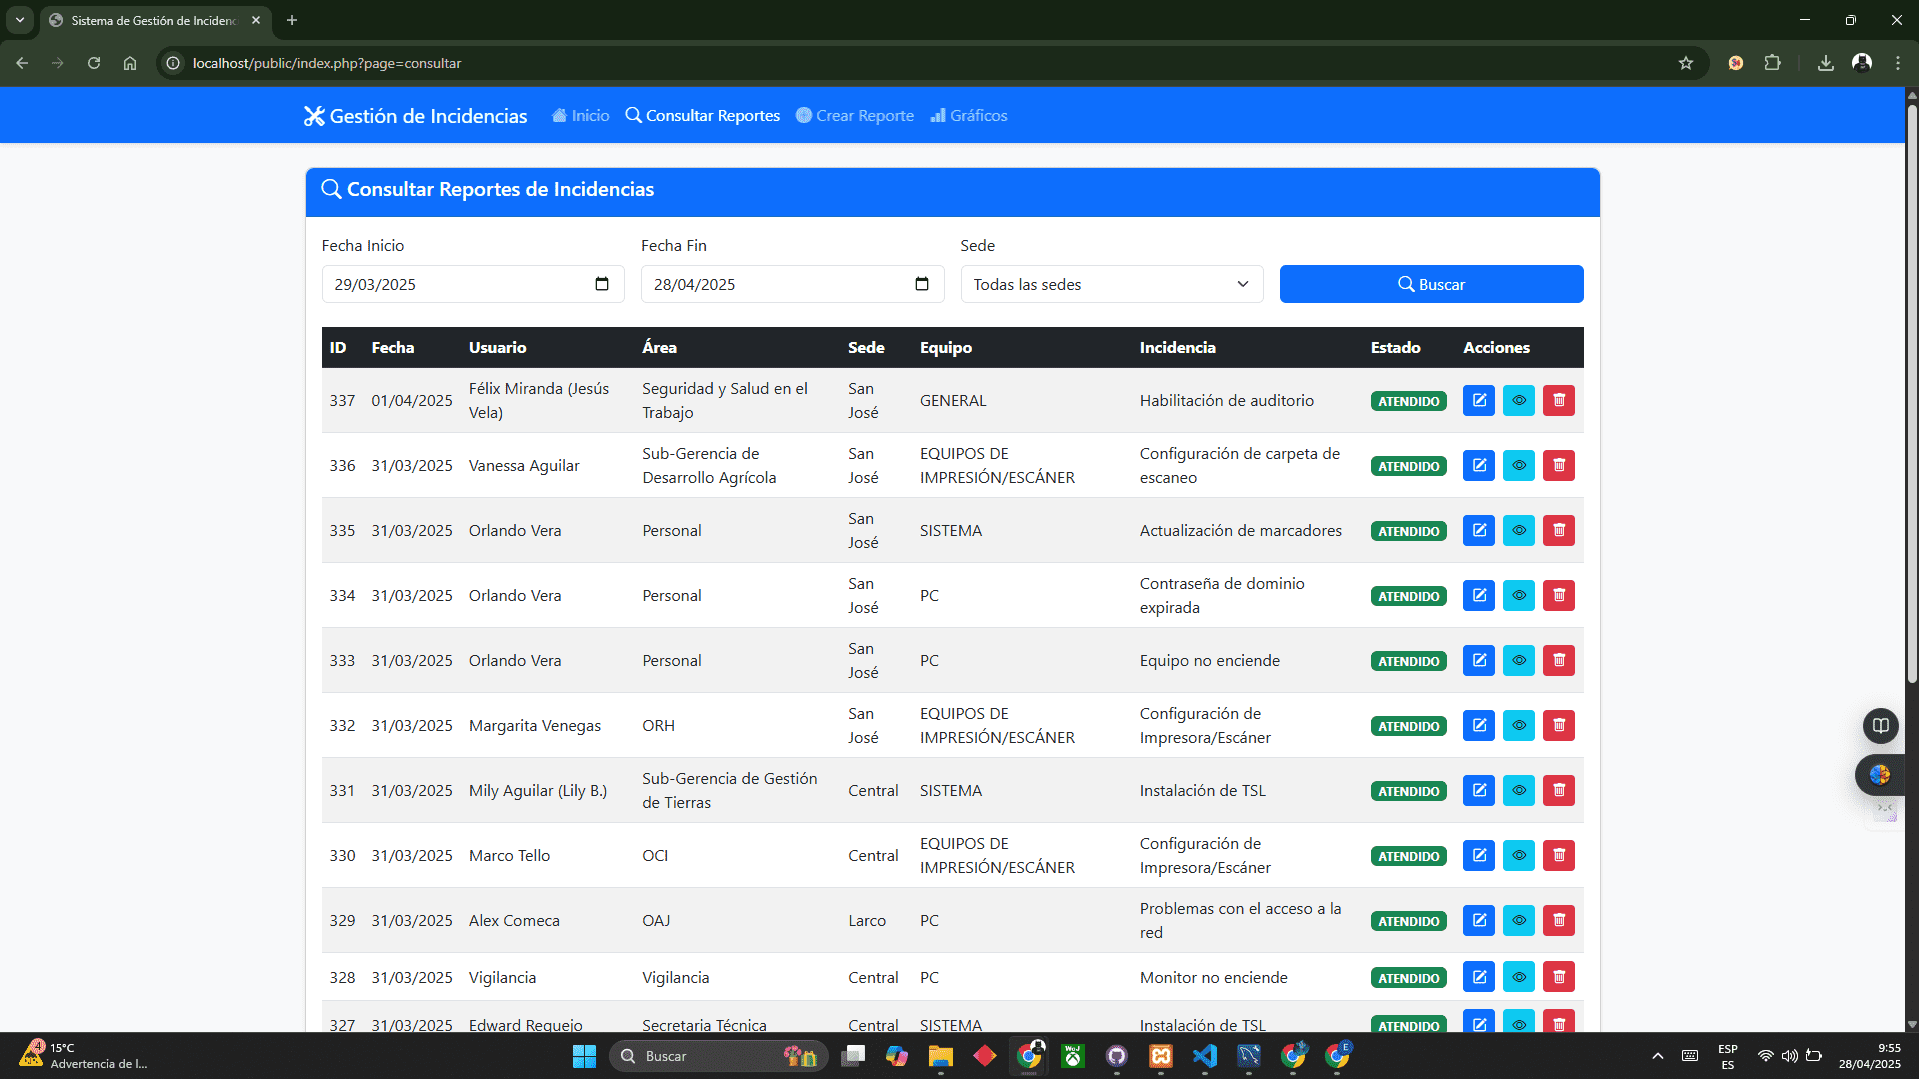 Sistema de Gestión de Incidenc
localhost/public/index.php?page=consultar
Gestión de Incidencias Inicio Consultar Reportes Crear Reporte Gráficos
Consultar Reportes de Incidencias
Fecha Inicio Fecha Fin Sede
29/03/2025 28/04/2025 Todas las sedes Buscar
ID Fecha Usuario Área Sede Equipo Incidencia Estado Acciones
337 01/04/2025 Félix Miranda (Jesús Vela) Seguridad y Salud en el Trabajo San José GENERAL Habilitación de auditorio ATENDIDO
336 31/03/2025 Vanessa Aguilar Sub-Gerencia de Desarrollo Agrícola San José EQUIPOS DE IMPRESIÓN/ESCÁNER Configuración de carpeta de escaneo ATENDIDO
335 31/03/2025 Orlando Vera Personal San José SISTEMA Actualización de marcadores ATENDIDO
334 31/03/2025 Orlando Vera Personal San José PC Contraseña de dominio expirada ATENDIDO
333 31/03/2025 Orlando Vera Personal San José PC Equipo no enciende ATENDIDO
332 31/03/2025 Margarita Venegas ORH San José EQUIPOS DE IMPRESIÓN/ESCÁNER Configuración de Impresora/Escáner ATENDIDO
331 31/03/2025 Mily Aguilar (Lily B.) Sub-Gerencia de Gestión de Tierras Central SISTEMA Instalación de TSL ATENDIDO
330 31/03/2025 Marco Tello OCI Central EQUIPOS DE IMPRESIÓN/ESCÁNER Configuración de Impresora/Escáner ATENDIDO
329 31/03/2025 Alex Comeca OAJ Larco PC Problemas con el acceso a la red ATENDIDO
328 31/03/2025 Vigilancia Vigilancia Central PC Monitor no enciende ATENDIDO
327 31/03/2025 Edward Requejo Secretaria Técnica Central SISTEMA Instalación de TSL ATENDIDO
15°C
Advertencia de l...
Buscar
WoJ
E
ESP
ES
9:55
28/04/2025